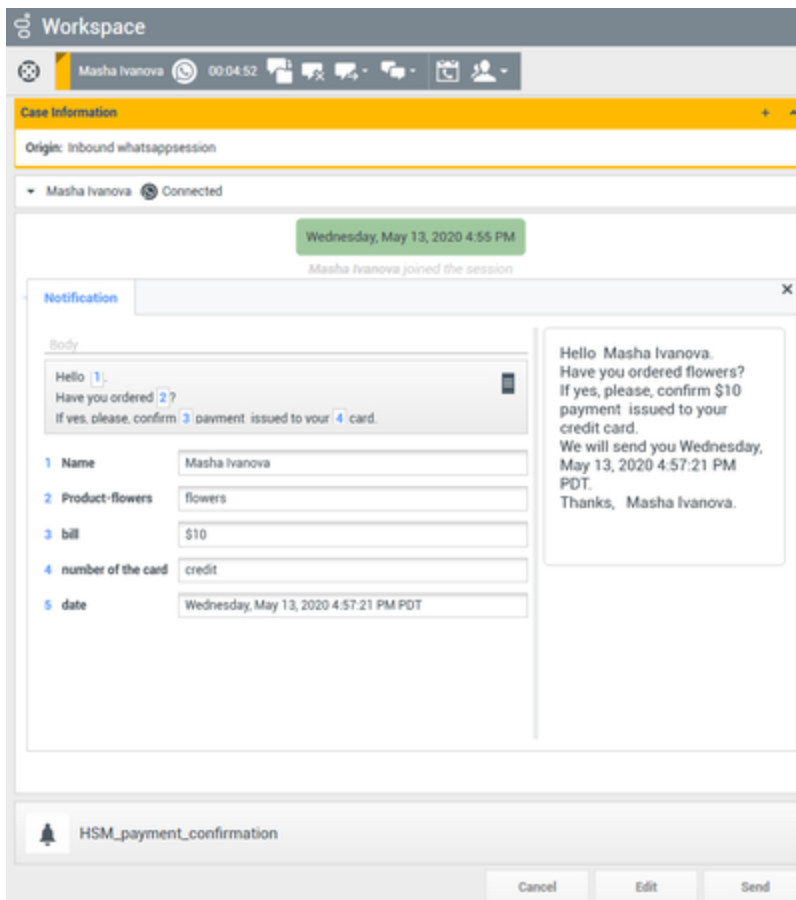 Workspace
Masha Ivanova 00:04:52
Case Information
Origin: Inbound whatsappsession
Masha Ivanova Connected
Wednesday, May 13, 2020 4:55 PM
Masha Ivanova joined the session
Notification
Body
Hello 1.
Have you ordered 2 ?
If yes, please, confirm 3 payment issued to your 4 card.
1 Name Masha Ivanova
2 Product-flowers flowers
3 bill $10
4 number of the card credit
5 date Wednesday, May 13, 2020 4:57:21 PM PDT
Hello Masha Ivanova.
Have you ordered flowers?
If yes, please, confirm $10
payment issued to your
credit card.
We will send you Wednesday,
May 13, 2020 4:57:21 PM
PDT.
Thanks, Masha Ivanova.
HSM_payment_confirmation
Cancel Edit Send